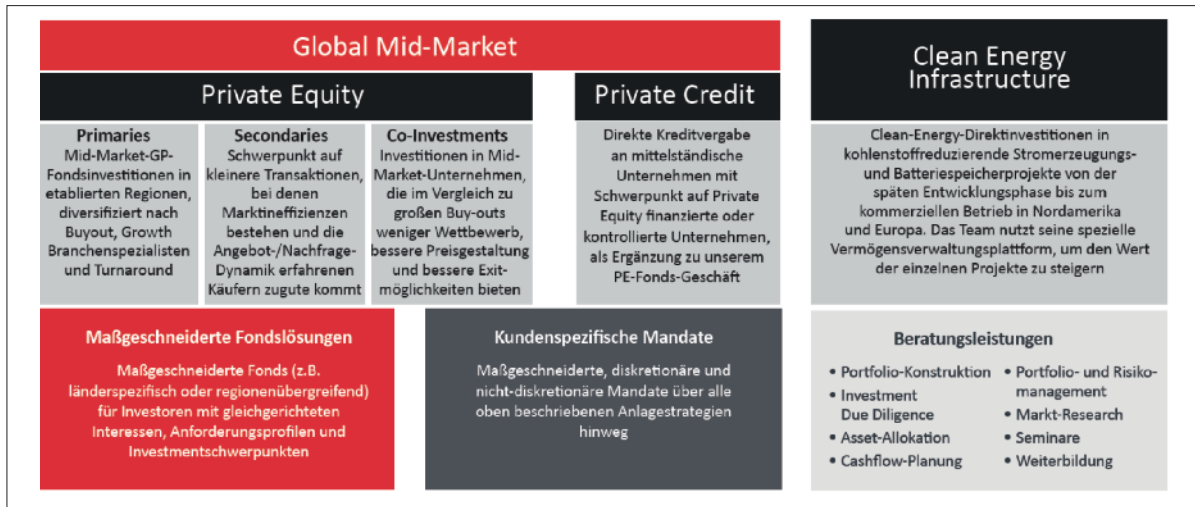 Global Mid-Market
Private Equity
Primaries
Mid-Market-GP-
Fondsinvestitionen in
etablierten Regionen,
diversifiziert nach
Buyout, Growth
Branchenspezialisten
und Turnaround
Secondaries
Schwerpunkt auf
kleinere Transaktionen,
bei denen
Marktineffizienzen
bestehen und die
Angebot-/Nachfrage-
Dynamik erfahrenen
Käufern zugute kommt
Co-Investments
Investitionen in Mid-
Market-Unternehmen,
die im Vergleich zu
großen Buy-outs
weniger Wettbewerb,
bessere Preisgestaltung
und bessere Exit-
möglichkeiten bieten
Private Credit
Direkte Kreditvergabe
an mittelständische
Unternehmen mit
Schwerpunkt auf Private
Equity finanzierte oder
kontrollierte Unternehmen,
als Ergänzung zu unserem
PE-Fonds-Geschäft
Clean Energy
Infrastructure
Clean-Energy-Direktinvestitionen in
kohlenstoffreduzierende Stromerzeugungs-
und Batteriespeicherprojekte von der
späten Entwicklungsphase bis zum
kommerziellen Betrieb in Nordamerika
und Europa. Das Team nutzt seine spezielle
Vermögensverwaltungsplattform, um den Wert
der einzelnen Projekte zu steigern
Maßgeschneiderte Fondslösungen
Maßgeschneiderte Fonds (z.B.
länderspezifisch oder regionenübergreifend)
für Investoren mit gleichgerichteten
Interessen, Anforderungsprofilen und
Investmentschwerpunkten
Kundenspezifische Mandate
Maßgeschneiderte, diskretionäre und
nicht-diskretionäre Mandate über alle
oben beschriebenen Anlagestrategien
hinweg
Beratungsleistungen
• Portfolio-Konstruktion
• Investment
Due Diligence
• Asset-Allokation
• Cashflow-Planung
• Portfolio- und Risiko-
management
• Markt-Research
• Seminare
• Weiterbildung